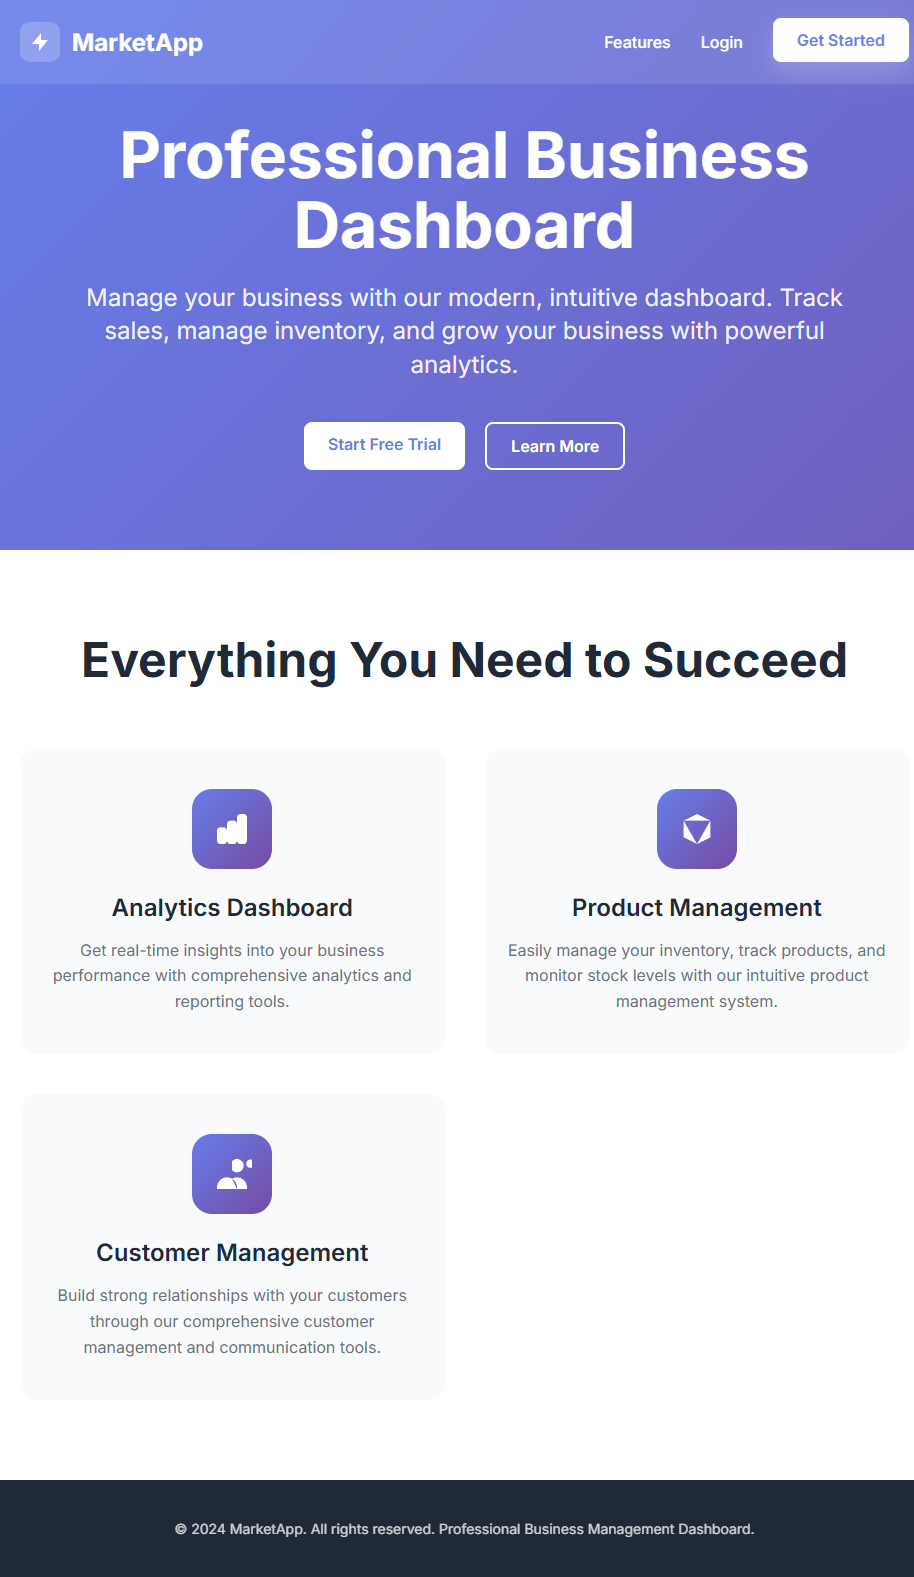 MarketApp
Features
Login
Get Started
Professional Business
Dashboard
Manage your business with our modern, intuitive dashboard. Track
sales, manage inventory, and grow your business with powerful
analytics.
Start Free Trial
Learn More
Everything You Need to Succeed
Analytics Dashboard
Get real-time insights into your business
performance with comprehensive analytics and
reporting tools.
Product Management
Easily manage your inventory, track products, and
monitor stock levels with our intuitive product
management system.
Customer Management
Build strong relationships with your customers
through our comprehensive customer
management and communication tools.
© 2024 MarketApp. All rights reserved. Professional Business Management Dashboard.